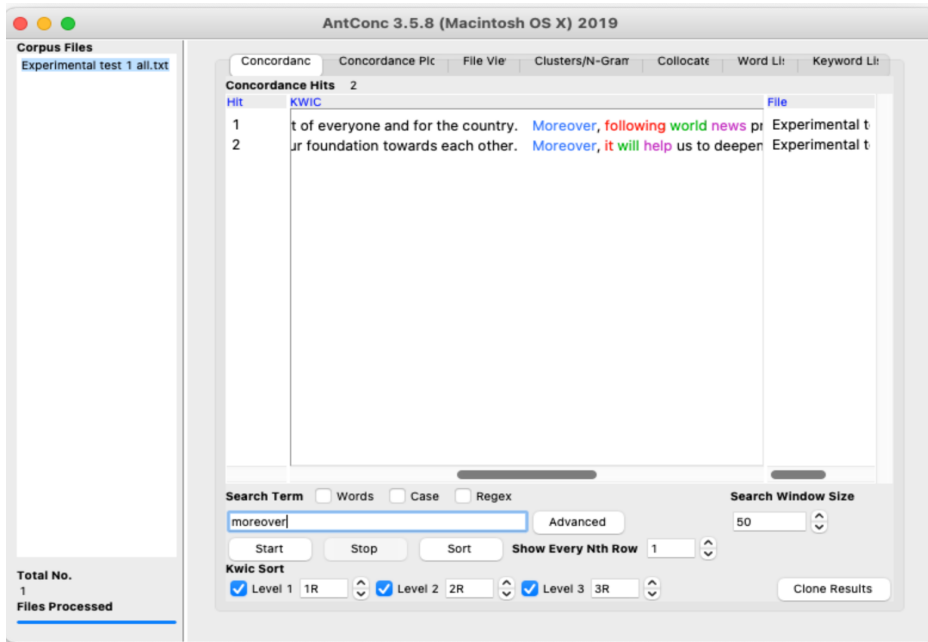 AntConc 3.5.8 (Macintosh OS X) 2019
Corpus Files
Experimental test 1 all.txt
Concordanc Concordance Plc File Vie Clusters/N-Gram Collocate Word Li: Keyword Li:
Concordance Hits 2
Hit KWIC File
1 t of everyone and for the country. Moreover, following world news pr Experimental t
2 ur foundation towards each other. Moreover, it will help us to deepen Experimental t
Search Term Words Case Regex Search Window Size
moreover Advanced 50
Start Stop Sort Show Every Nth Row 1
Kwic Sort
Level 1 1R Level 2 2R Level 3 3R Clone Results
Total No.
1
Files Processed